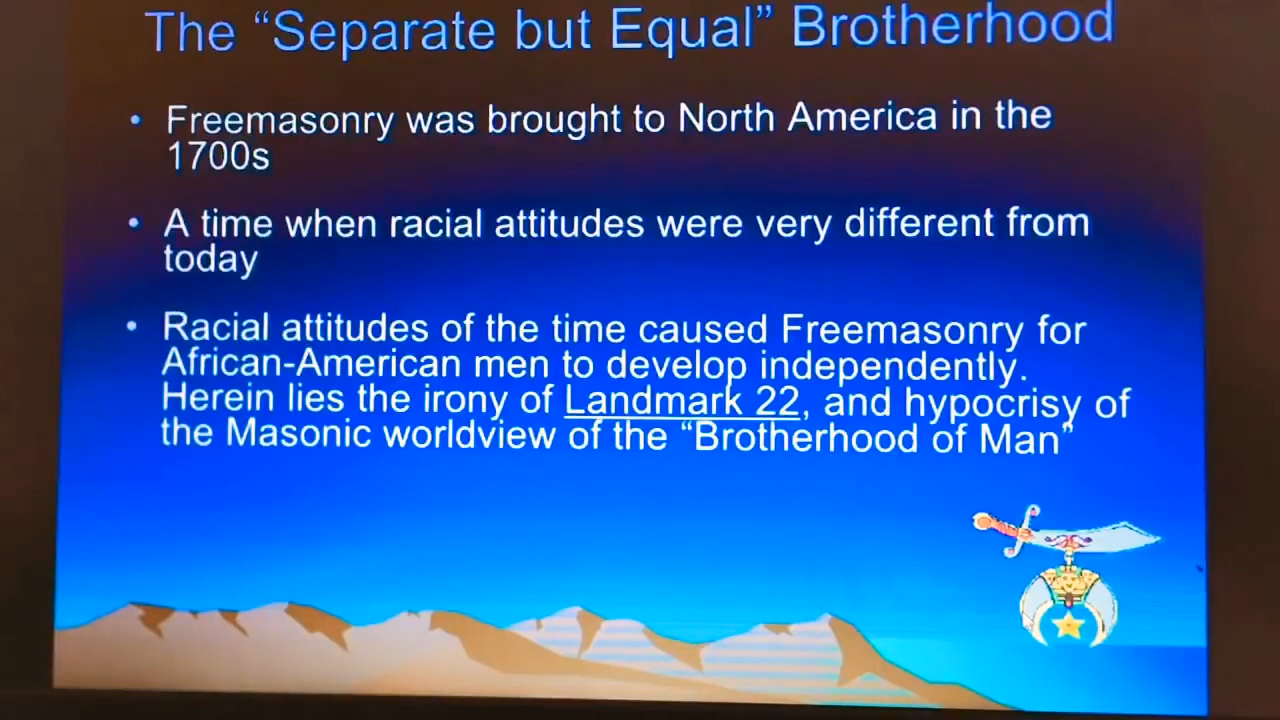 The “Separate but Equal” Brotherhood
• Freemasonry was brought to North America in the
1700s
• A time when racial attitudes were very different from
today
• Racial attitudes of the time caused Freemasonry for
African-American men to develop independently.
Herein lies the irony of Landmark 22, and hypocrisy of
the Masonic worldview of the “Brotherhood of Man”